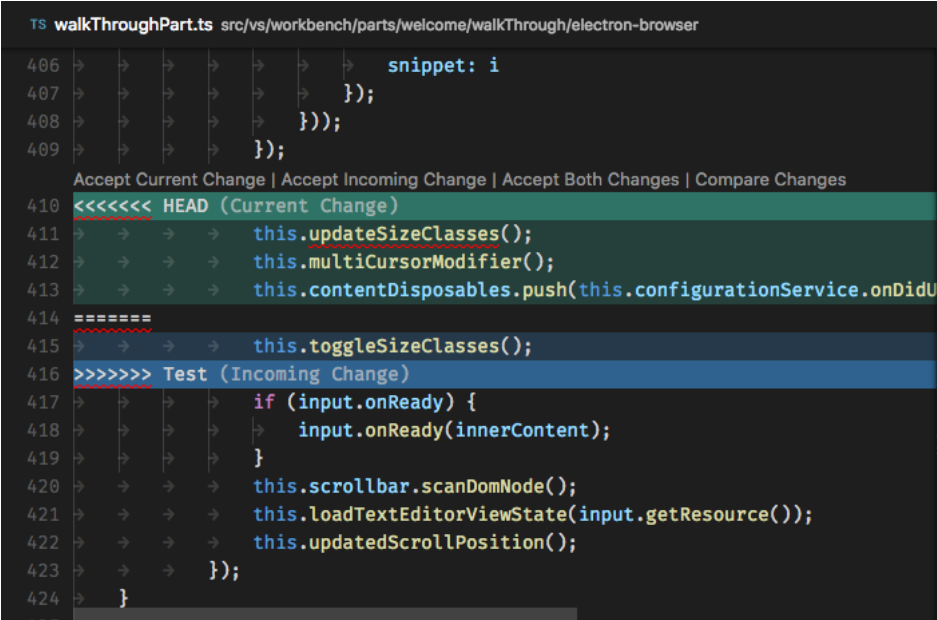 TS walkThroughPart.ts src/vs/workbench/parts/welcome/walkThrough/electron-browser
406 snippet: i
407 });
408 }));
409 });
Accept Current Change | Accept Incoming Change | Accept Both Changes | Compare Changes
410 <<<<<<< HEAD (Current Change)
411 this.updateSizeClasses();
412 this.multiCursorModifier();
413 this.contentDisposables.push(this.configurationService.onDidU
414 =======
415 this.toggleSizeClasses();
416 >>>>>>> Test (Incoming Change)
417 if (input.onReady) {
418 input.onReady(innerContent);
419 }
420 this.scrollbar.scanDomNode();
421 this.loadTextEditorViewState(input.getResource());
422 this.updatedScrollPosition();
423 });
424 }